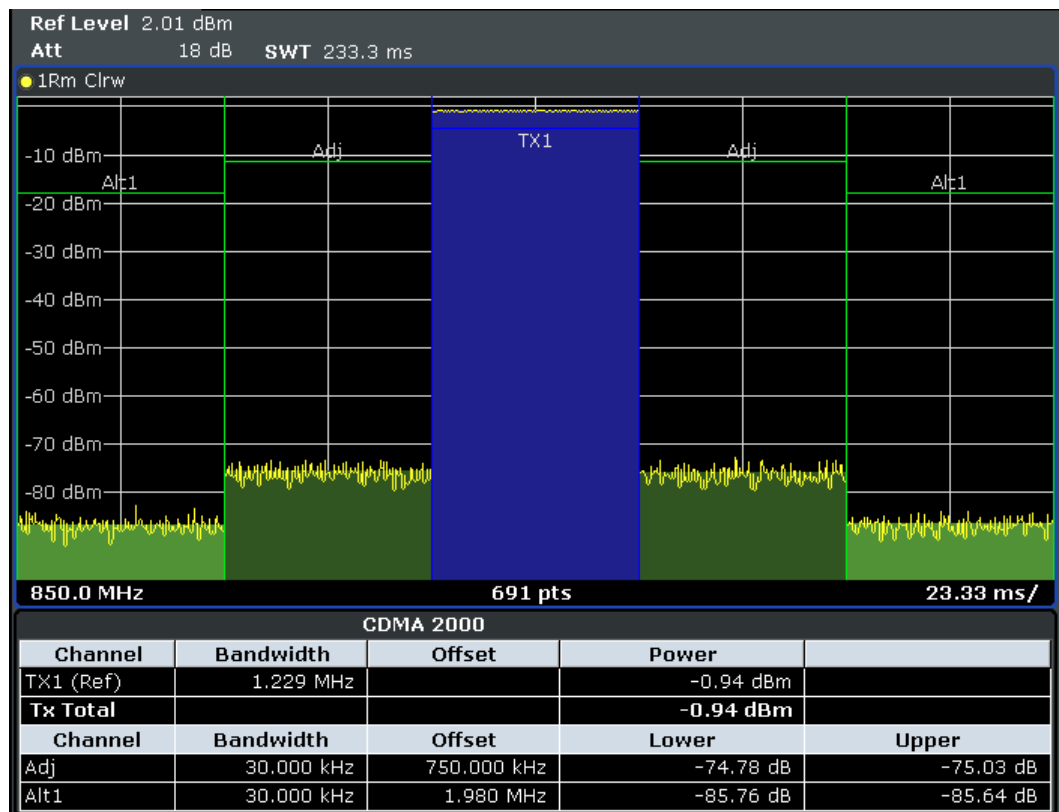 Ref Level 2.01 dBm
Att 18 dB SWT 233.3 ms
1Rm Clrw
TX1
Adj Adj
-10 dBm
Alt1 Alt1
-20 dBm
-30 dBm
-40 dBm
-50 dBm
-60 dBm
-70 dBm
-80 dBm
850.0 MHz 691 pts 23.33 ms/
CDMA 2000
Channel Bandwidth Offset Power
TX1 (Ref) 1.229 MHz -0.94 dBm
Tx Total -0.94 dBm
Channel Bandwidth Offset Lower Upper
Adj 30.000 kHz 750.000 kHz -74.78 dB -75.03 dB
Alt1 30.000 kHz 1.980 MHz -85.76 dB -85.64 dB